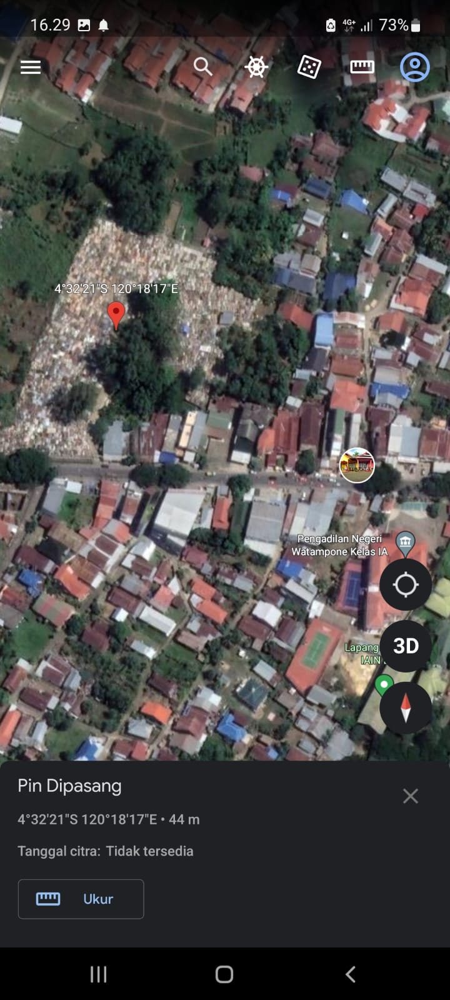 16.29
4G+
73%
4°32'21"S 120°18'17"E
Pengadilan Negeri
Watampone Kelas IA
Lapang
IAIN
3D
Pin Dipasang
4°32'21"S 120°18'17"E • 44 m
Tanggal citra: Tidak tersedia
Ukur